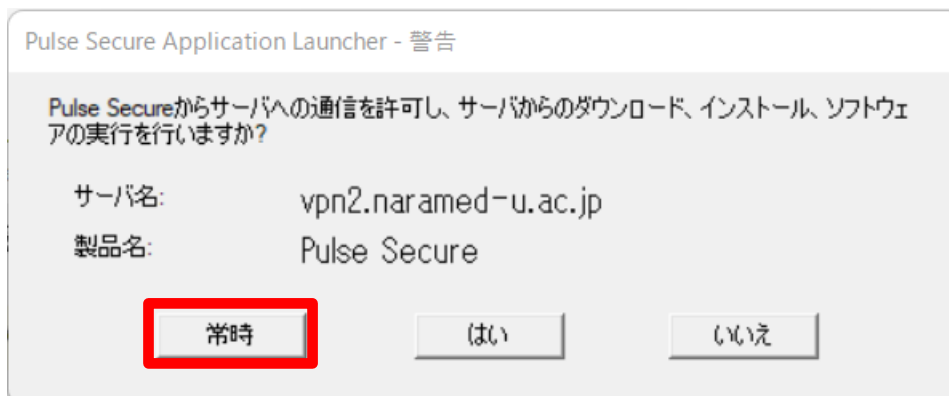 Pulse Secure Application Launcher - 警告
Pulse Secureからサーバへの通信を許可し、サーバからのダウンロード、インストール、ソフトウェ
アの実行を行いますか?
サーバ名: vpn2.naramed-u.ac.jp
製品名: Pulse Secure
常時 はい いいえ